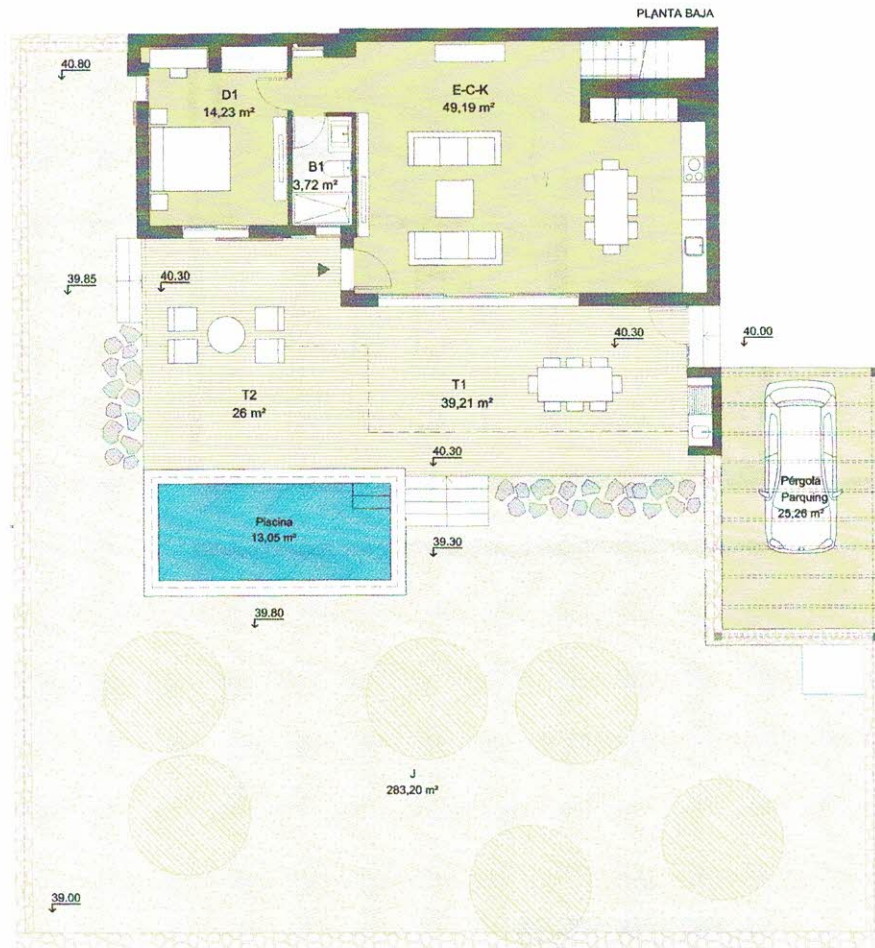 PLANTA BAJA
40.80
D1
14,23 m²
E-C-K
49,19 m²
B1
3,72 m²
39.85
40.30
40.30
40.00
T2
26 m²
T1
39,21 m²
40.30
Pérgola
Parquing
25,26 m²
Piscina
13,05 m²
39.30
39.80
J
283,20 m²
39.00